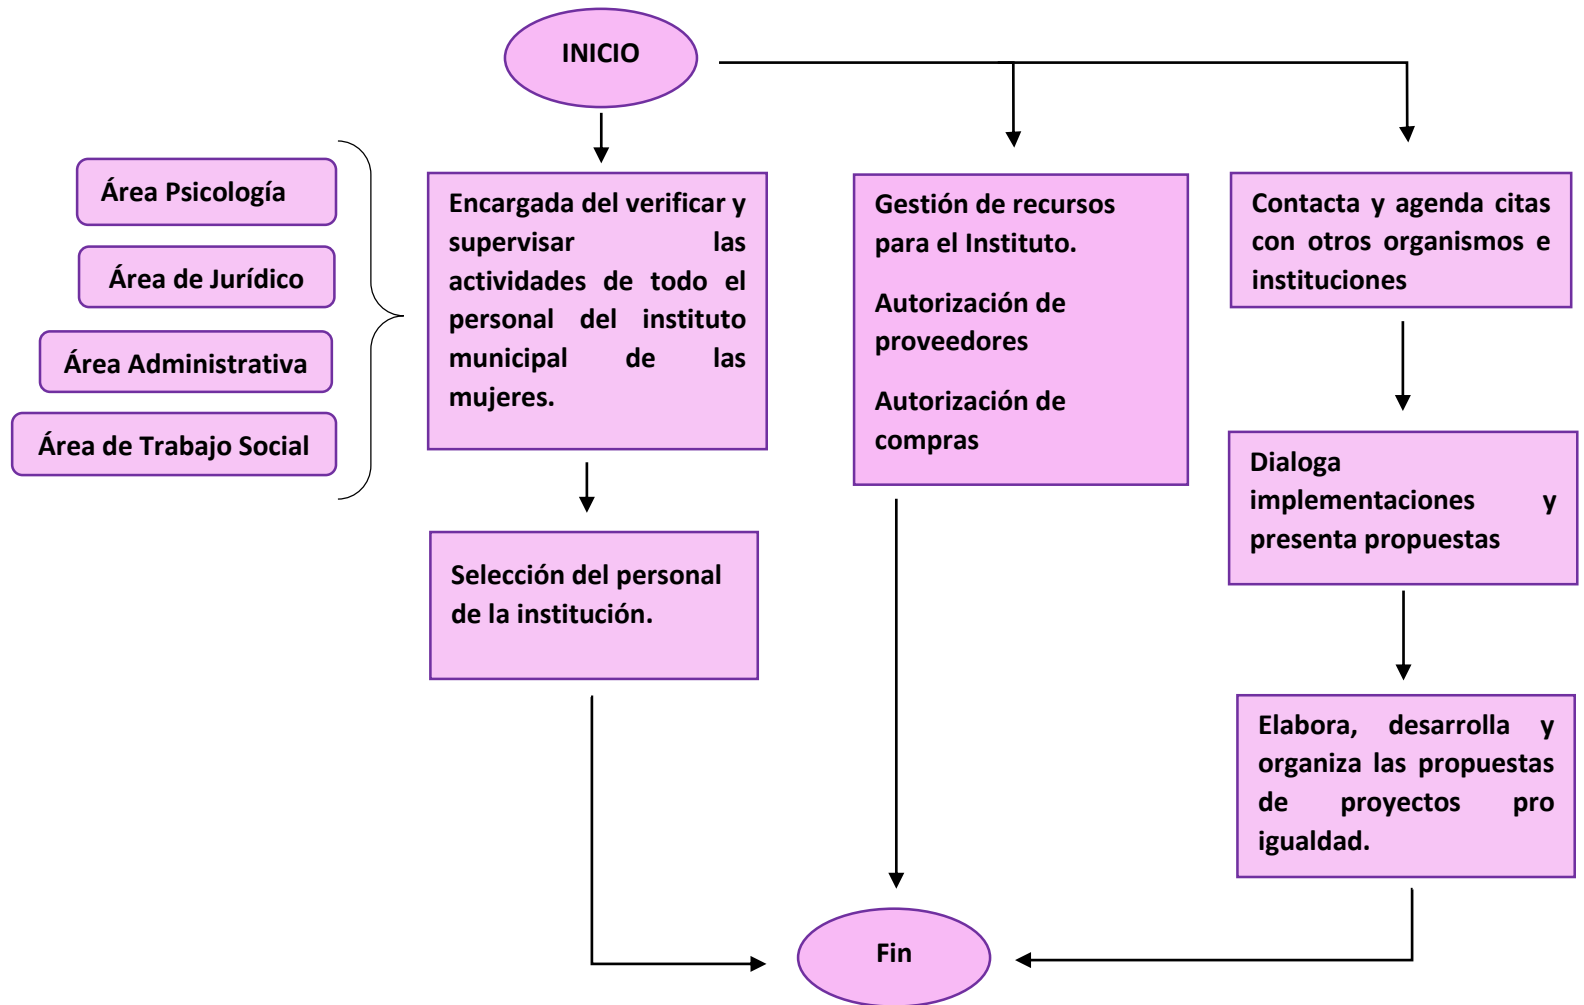 INICIO
Área Psicología
Área de Jurídico
Área Administrativa
Área de Trabajo Social
Encargada del verificar y
supervisar las
actividades de todo el
personal del instituto
municipal de las
mujeres.
Selección del personal
de la institución.
Gestión de recursos
para el Instituto.
Autorización de
proveedores
Autorización de
compras
Contacta y agenda citas
con otros organismos e
instituciones
Dialoga
implementaciones y
presenta propuestas
Elabora, desarrolla y
organiza las propuestas
de proyectos pro
igualdad.
Fin